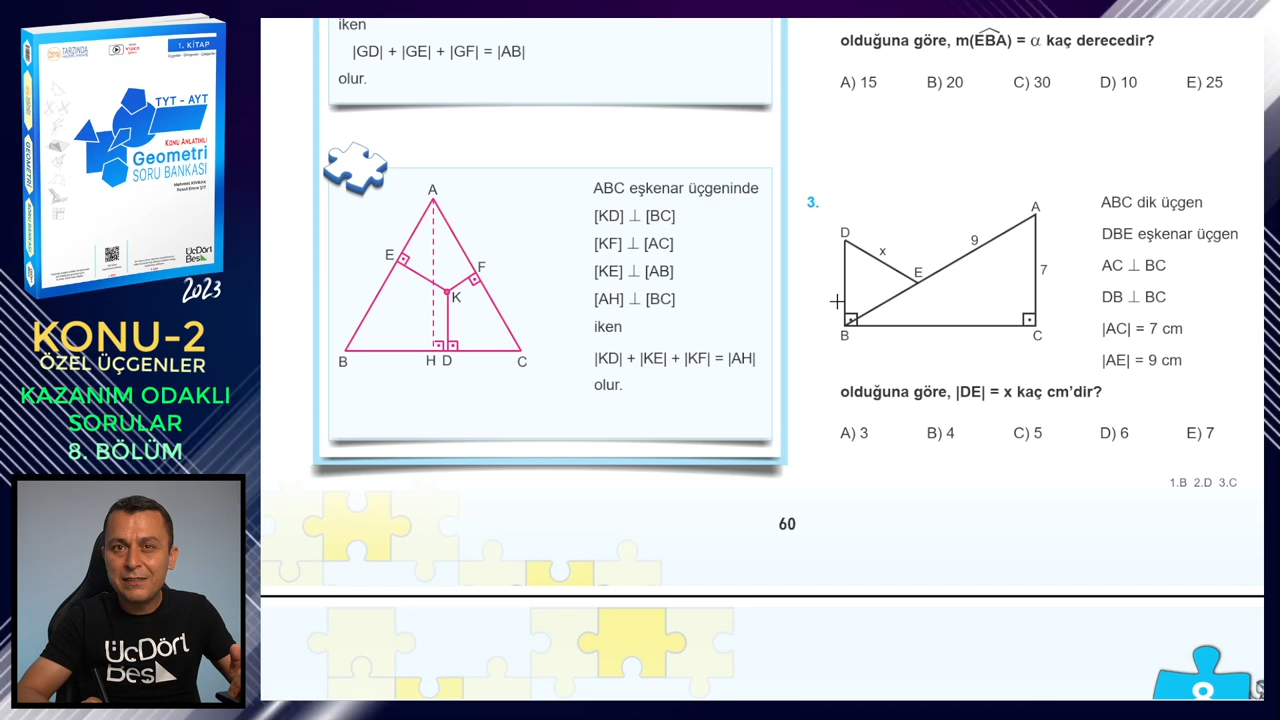 TARZINDA
1. KİTAP
TYT - AYT
KONU ANLATIMLI
Geometri
SORU BANKASI
ÜçDört
Beş
2023
KONU-2
ÖZEL ÜÇGENLER
KAZANIM ODAKLI
SORULAR
8. BÖLÜM
ÜçDört
Beş
iken
|GD| + |GE| + |GF| = |AB|
olur.
A
E
F
K
B
H
D
C
ABC eşkenar üçgeninde
[KD] ⊥ [BC]
[KF] ⊥ [AC]
[KE] ⊥ [AB]
[AH] ⊥ [BC]
iken
|KD| + |KE| + |KF| = |AH|
olur.
olduğuna göre, m(EBA) = α kaç derecedir?
A) 15 B) 20 C) 30 D) 10 E) 25
3.
A
D
x
9
E
7
B
C
ABC dik üçgen
DBE eşkenar üçgen
AC ⊥ BC
DB ⊥ BC
|AC| = 7 cm
|AE| = 9 cm
olduğuna göre, |DE| = x kaç cm'dir?
A) 3 B) 4 C) 5 D) 6 E) 7
1.B 2.D 3.C
60
8